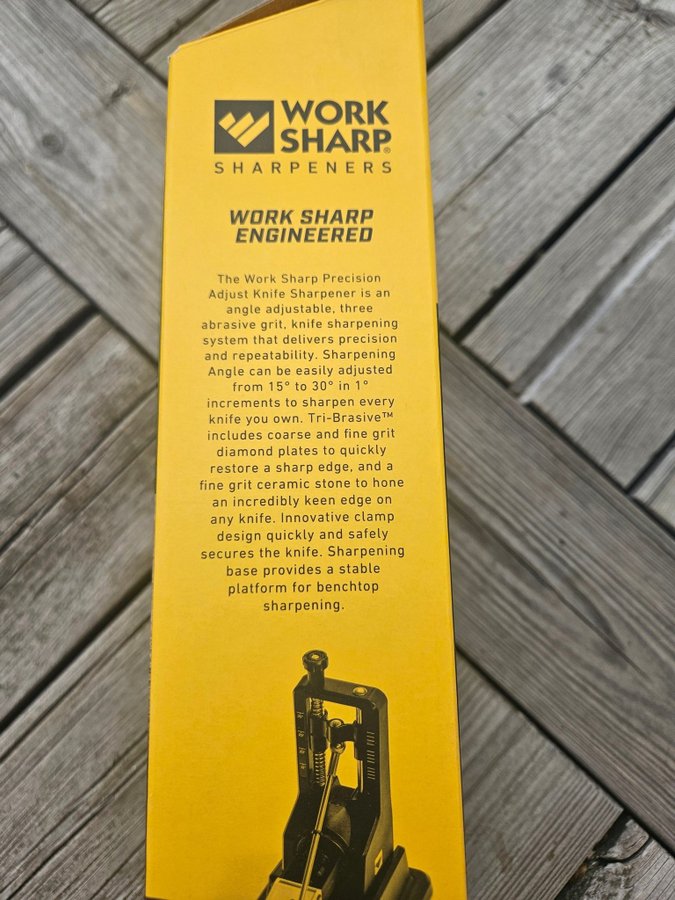 WORK
SHARP®
SHARPENERS
WORK SHARP
ENGINEERED
The Work Sharp Precision
Adjust Knife Sharpener is an
angle adjustable, three
abrasive grit, knife sharpening
system that delivers precision
and repeatability. Sharpening
Angle can be easily adjusted
from 15° to 30° in 1°
increments to sharpen every
knife you own. Tri-Brasive™
includes coarse and fine grit
diamond plates to quickly
restore a sharp edge, and a
fine grit ceramic stone to hone
an incredibly keen edge on
any knife. Innovative clamp
design quickly and safely
secures the knife. Sharpening
base provides a stable
platform for benchtop
sharpening.